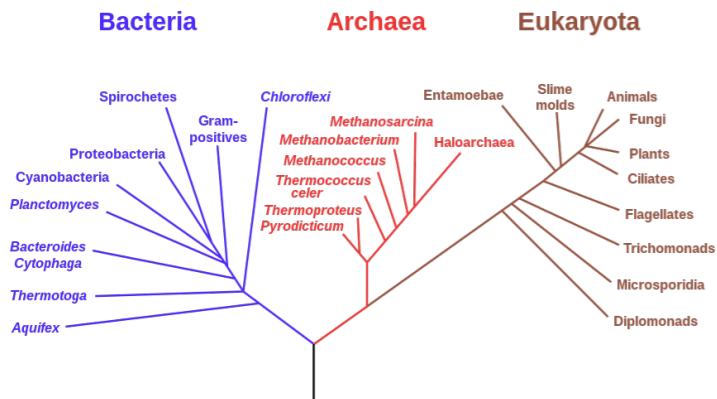 Bacteria
Archaea
Eukaryota
Spirochetes
Chloroflexi
Gram-
positives
Proteobacteria
Cyanobacteria
Planctomyces
Bacteroides
Cytophaga
Thermotoga
Aquifex
Methanosarcina
Methanobacterium
Haloarchaea
Methanococcus
Thermococcus
celer
Thermoproteus
Pyrodicticum
Entamoebae
Slime
molds
Animals
Fungi
Plants
Ciliates
Flagellates
Trichomonads
Microsporidia
Diplomonads